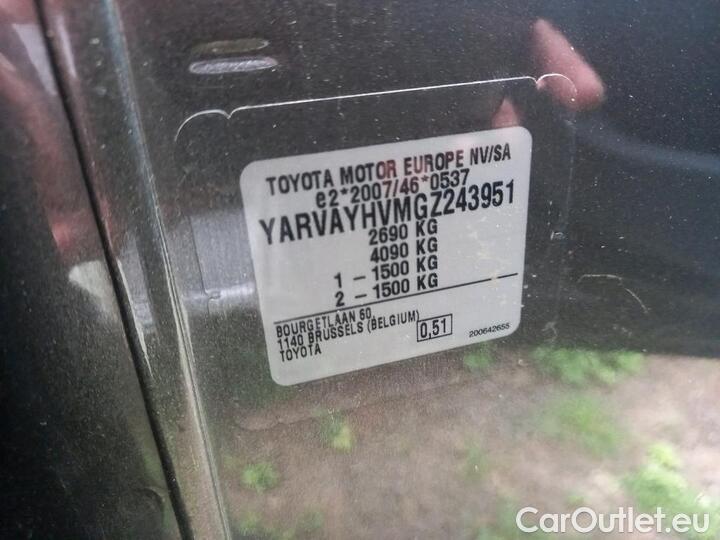 TOYOTA MOTOR EUROPE NV/SA
e2*2007/46*0537
YARVAYHVMGZ243951
2690 KG
4090 KG
1 - 1500 KG
2 - 1500 KG
BOURGETLAAN 60,
1140 BRUSSELS (BELGIUM)
TOYOTA
0,51
200642655
CarOutlet.eu